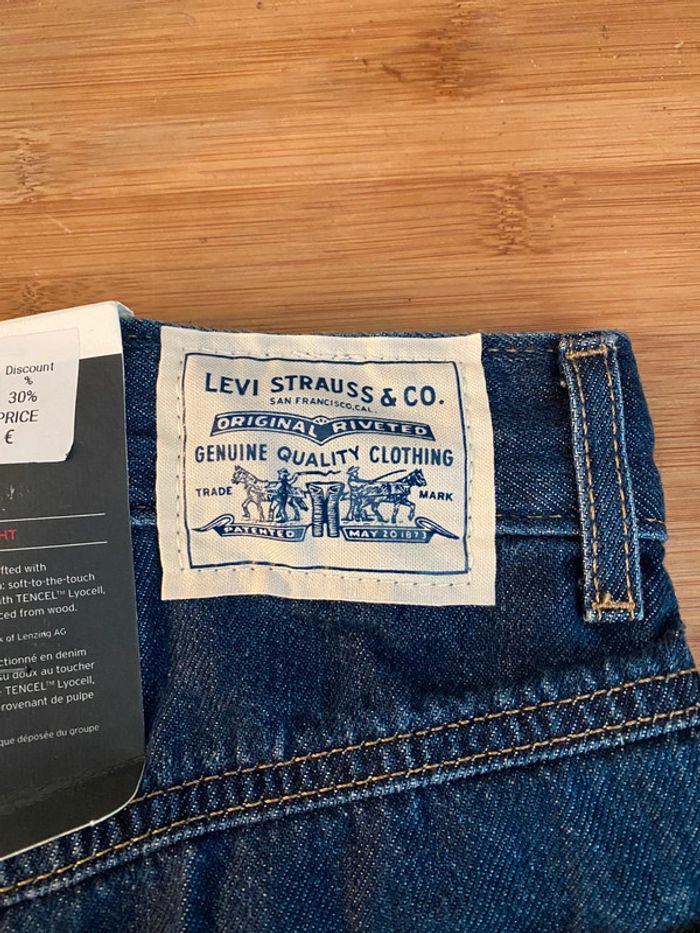 Discount
%
30%
PRICE
€
LEVI STRAUSS & CO.
SAN FRANCISCO, CAL.
ORIGINAL RIVETED
GENUINE QUALITY CLOTHING
TRADE MARK
PATENTED MAY 20 1873
HT
fted with
soft-to-the-touch
th TENCEL™ Lyocell,
ced from wood.
k of Lenzing AG
ctionné en denim
su doux au toucher
TENCEL™ Lyocell,
rovenant de pulpe
que déposée du groupe